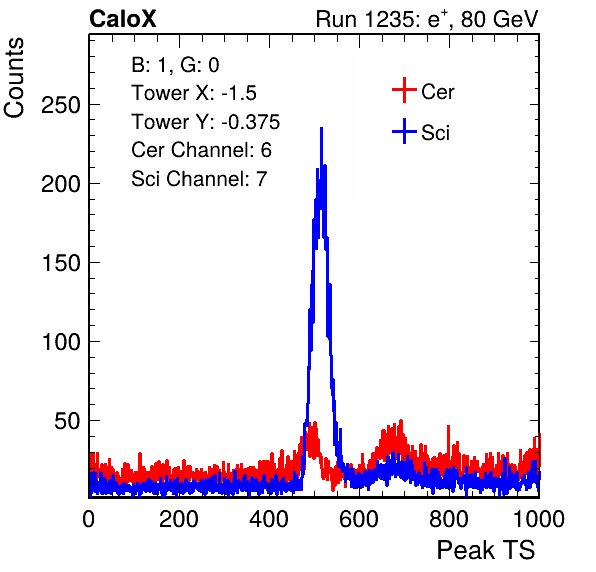 CaloX Run 1235: e⁺, 80 GeV
Counts
B: 1, G: 0
Tower X: -1.5
Tower Y: -0.375
Cer Channel: 6
Sci Channel: 7
Cer
Sci
250
200
150
100
50
0 200 400 600 800 1000
Peak TS